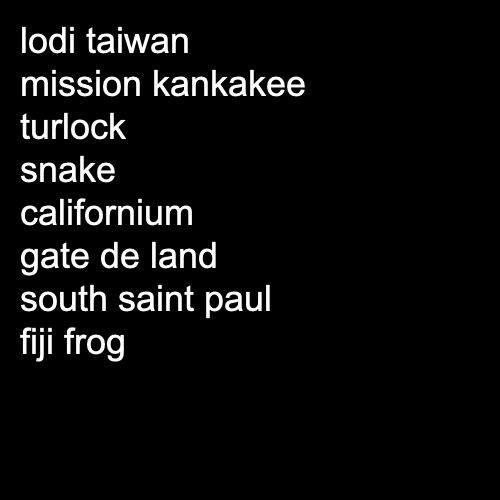 lodi taiwan
mission kankakee
turlock
snake
californium
gate de land
south saint paul
fiji frog